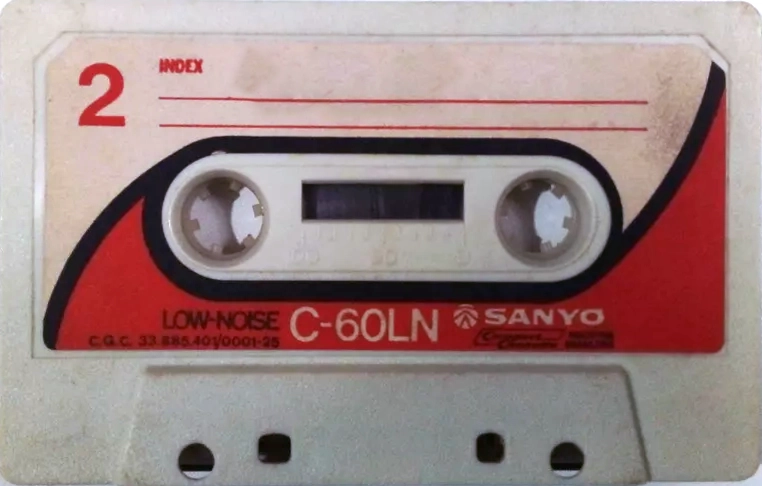 2
INDEX
LOW-NOISE C-60LN SANYO
C.G.C. 33.885.401/0001-25